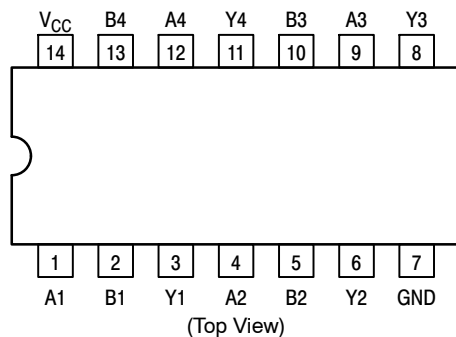 V_CC B4 A4 Y4 B3 A3 Y3
14 13 12 11 10 9 8
1 2 3 4 5 6 7
A1 B1 Y1 A2 B2 Y2 GND
(Top View)